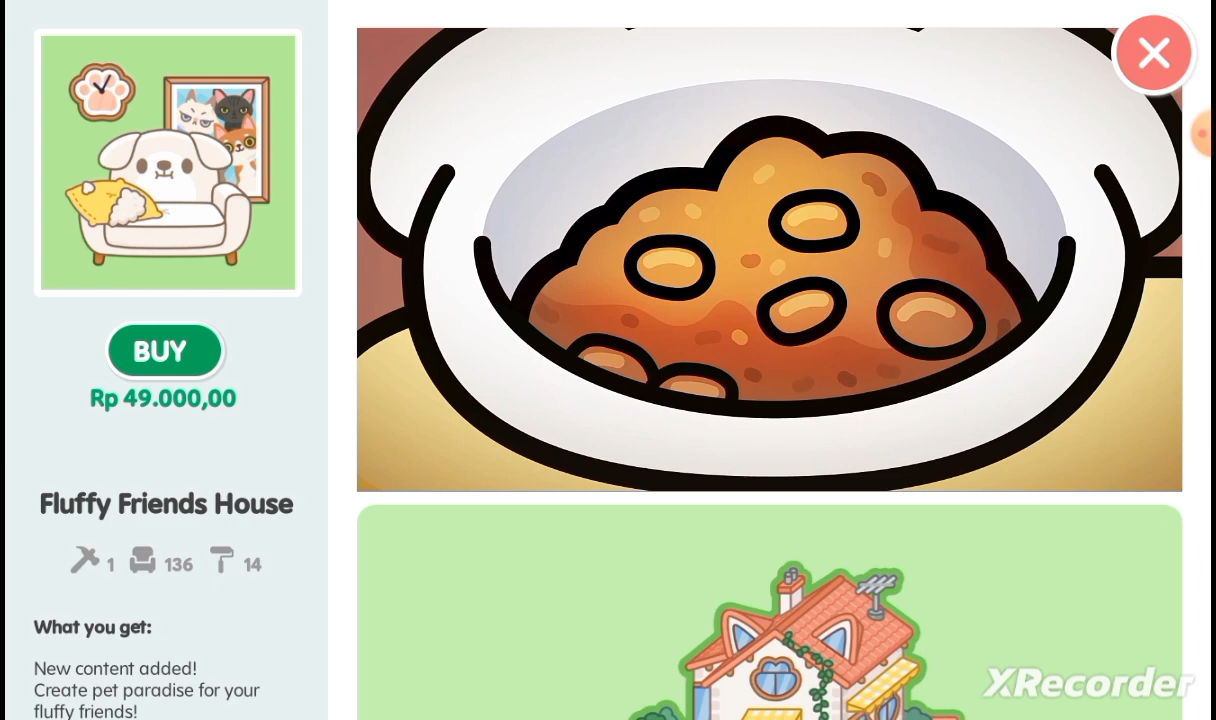 BUY
Rp 49.000,00
Fluffy Friends House
1 136 14
What you get:
New content added!
Create pet paradise for your
fluffy friends!
XRecorder